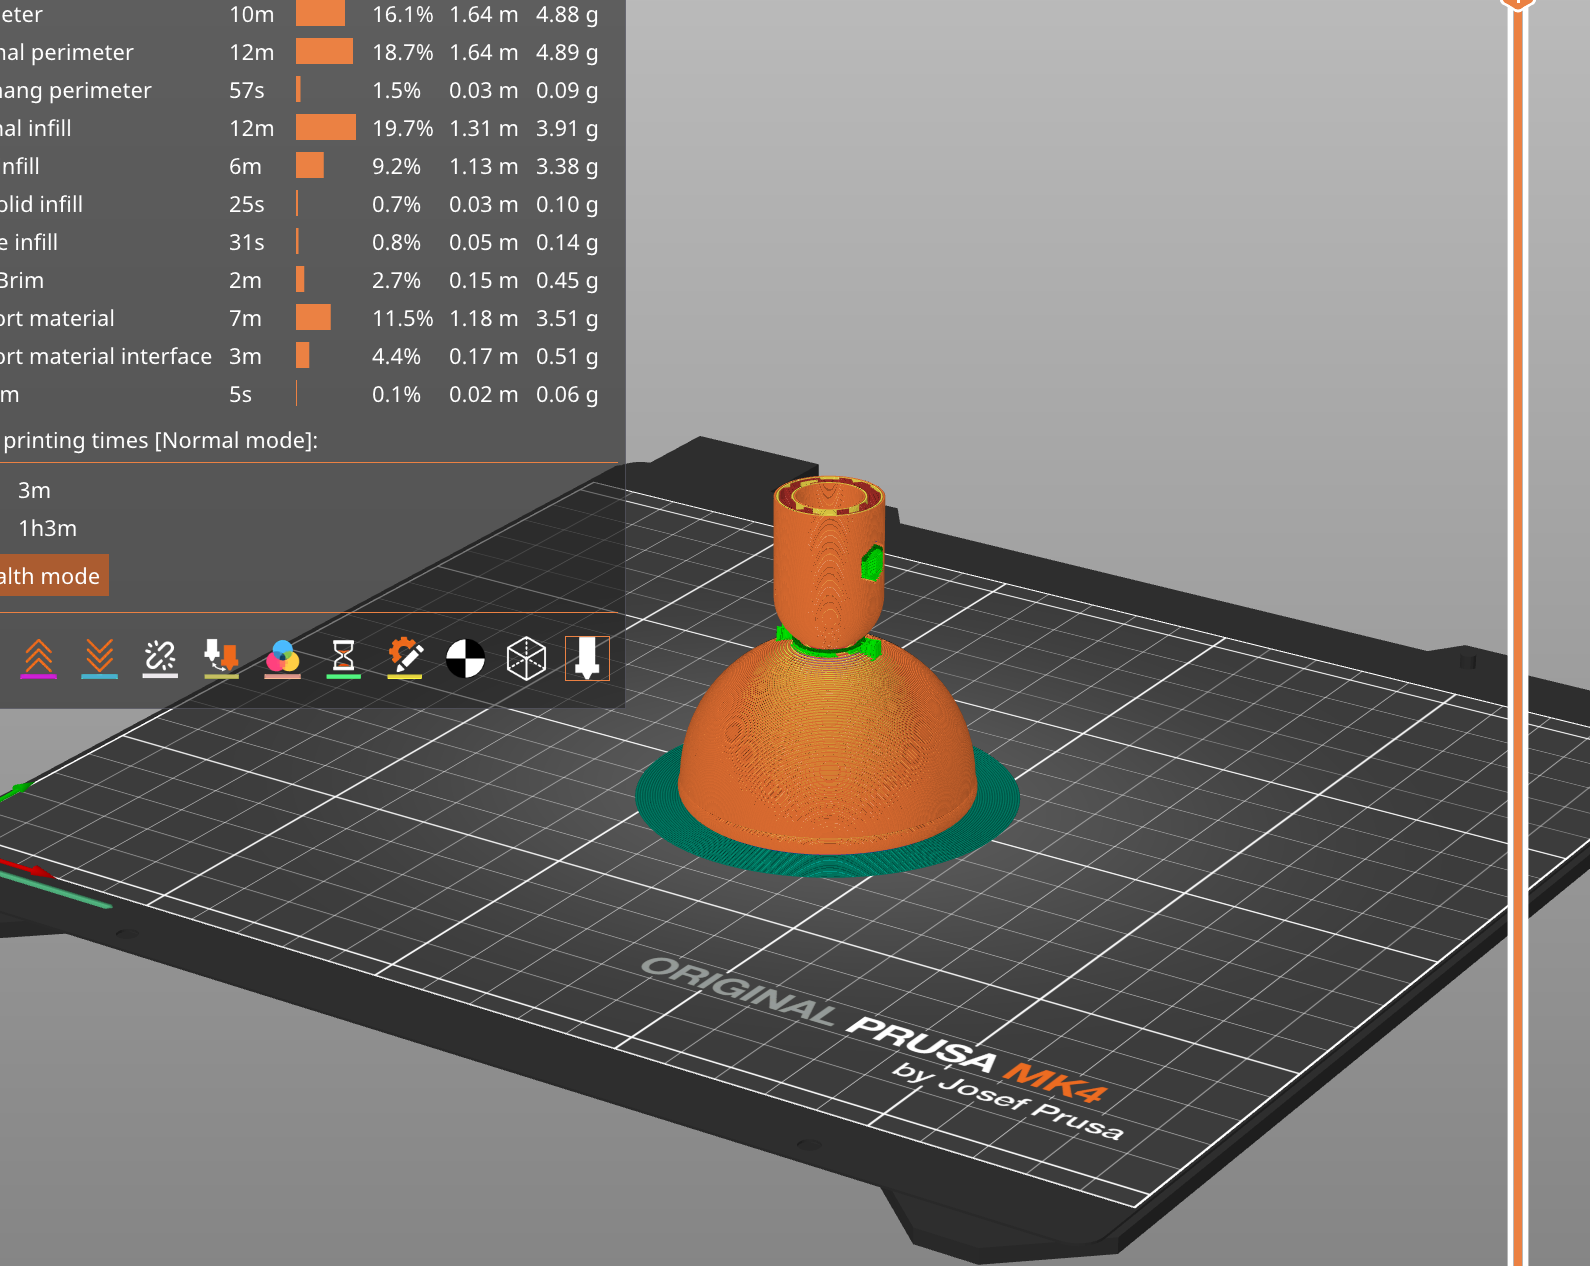 eter 10m 16.1% 1.64 m 4.88 g
nal perimeter 12m 18.7% 1.64 m 4.89 g
hang perimeter 57s 1.5% 0.03 m 0.09 g
nal infill 12m 19.7% 1.31 m 3.91 g
nfill 6m 9.2% 1.13 m 3.38 g
olid infill 25s 0.7% 0.03 m 0.10 g
e infill 31s 0.8% 0.05 m 0.14 g
Brim 2m 2.7% 0.15 m 0.45 g
ort material 7m 11.5% 1.18 m 3.51 g
ort material interface 3m 4.4% 0.17 m 0.51 g
m 5s 0.1% 0.02 m 0.06 g
printing times [Normal mode]:
3m
1h3m
alth mode
ORIGINAL PRUSA MK4
by Josef Prusa